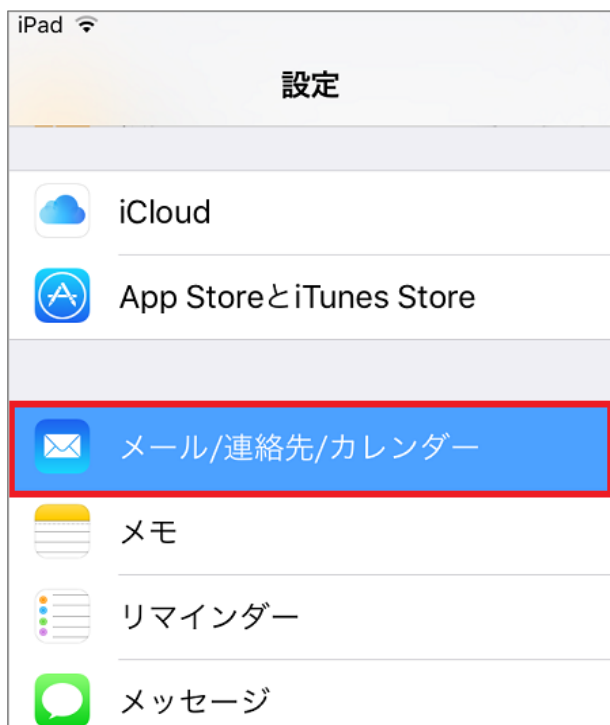 iPad
設定
iCloud
App StoreとiTunes Store
メール/連絡先/カレンダー
メモ
リマインダー
メッセージ